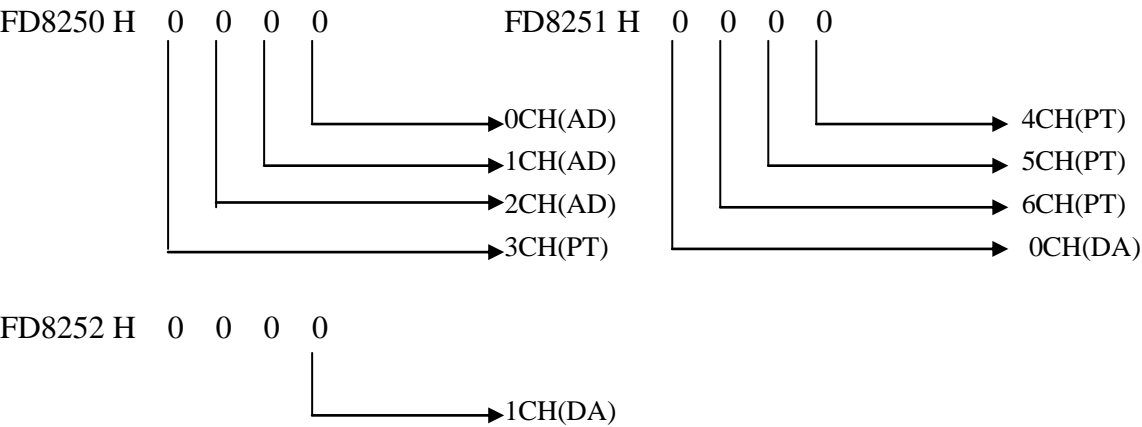 FD8250 H 0 0 0 0 FD8251 H 0 0 0 0
0CH(AD) 4CH(PT)
1CH(AD) 5CH(PT)
2CH(AD) 6CH(PT)
3CH(PT) 0CH(DA)
FD8252 H 0 0 0 0
1CH(DA)